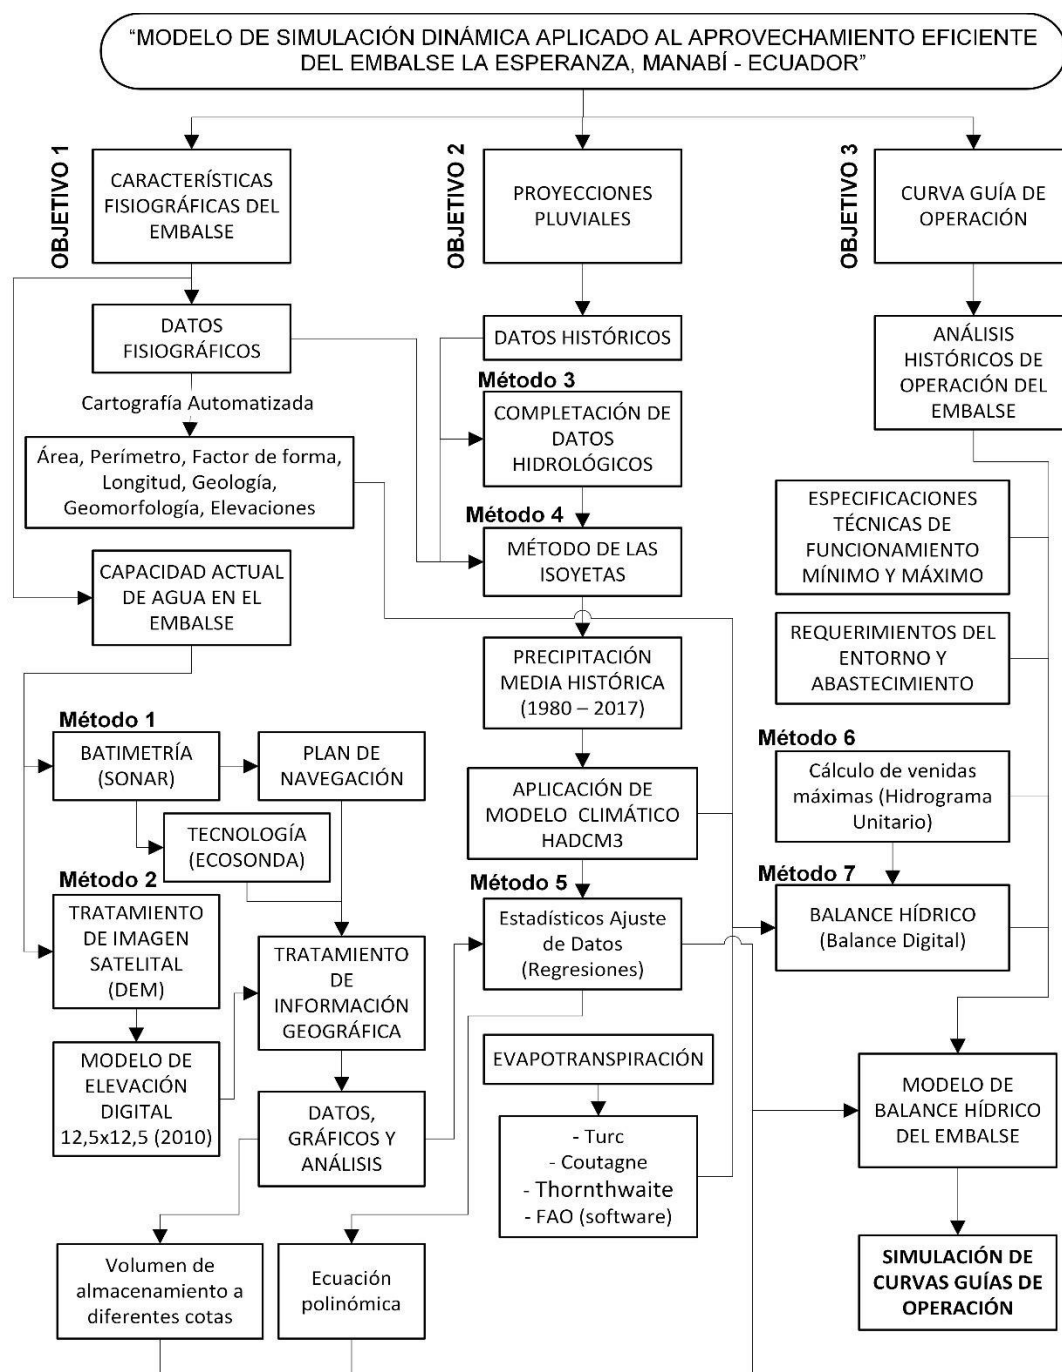 “MODELO DE SIMULACIÓN DINÁMICA APLICADO AL APROVECHAMIENTO EFICIENTE
DEL EMBALSE LA ESPERANZA, MANABÍ - ECUADOR”
OBJETIVO 1
CARACTERÍSTICAS
FISIOGRÁFICAS DEL
EMBALSE
DATOS
FISIOGRÁFICOS
Cartografía Automatizada
Área, Perímetro, Factor de forma,
Longitud, Geología,
Geomorfología, Elevaciones
CAPACIDAD ACTUAL
DE AGUA EN EL
EMBALSE
Método 1
BATIMETRÍA
(SONAR)
PLAN DE
NAVEGACIÓN
TECNOLOGÍA
(ECOSONDA)
Método 2
TRATAMIENTO
DE IMAGEN
SATELITAL
(DEM)
TRATAMIENTO
DE
INFORMACIÓN
GEOGRÁFICA
MODELO DE
ELEVACIÓN
DIGITAL
12,5x12,5 (2010)
DATOS,
GRÁFICOS Y
ANÁLISIS
Volumen de
almacenamiento a
diferentes cotas
Ecuación
polinómica
OBJETIVO 2
PROYECCIONES
PLUVIALES
DATOS HISTÓRICOS
Método 3
COMPLETACIÓN DE
DATOS
HIDROLÓGICOS
Método 4
MÉTODO DE LAS
ISOYETAS
PRECIPITACIÓN
MEDIA HISTÓRICA
(1980 – 2017)
APLICACIÓN DE
MODELO CLIMÁTICO
HADCM3
Método 5
Estadísticos Ajuste
de Datos
(Regresiones)
EVAPOTRANSPIRACIÓN
- Turc
- Coutagne
- Thornthwaite
- FAO (software)
OBJETIVO 3
CURVA GUÍA DE
OPERACIÓN
ANÁLISIS
HISTÓRICOS DE
OPERACIÓN DEL
EMBALSE
ESPECIFICACIONES
TÉCNICAS DE
FUNCIONAMIENTO
MÍNIMO Y MÁXIMO
REQUERIMIENTOS DEL
ENTORNO Y
ABASTECIMIENTO
Método 6
Cálculo de venidas
máximas (Hidrograma
Unitario)
Método 7
BALANCE HÍDRICO
(Balance Digital)
MODELO DE
BALANCE HÍDRICO
DEL EMBALSE
SIMULACIÓN DE
CURVAS GUÍAS DE
OPERACIÓN